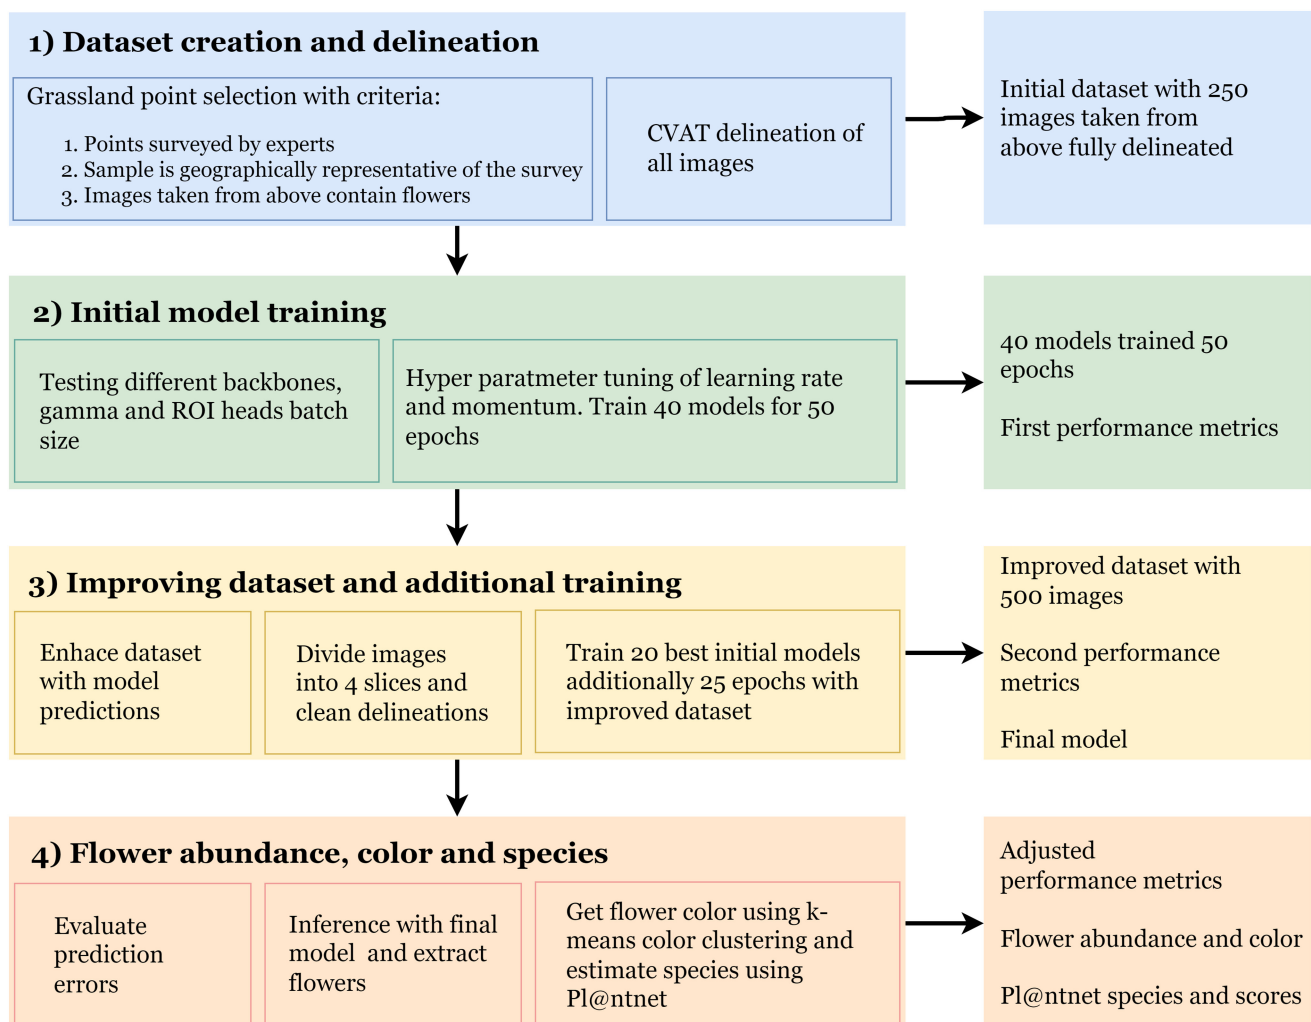 1) Dataset creation and delineation
Grassland point selection with criteria:
1. Points surveyed by experts
2. Sample is geographically representative of the survey
3. Images taken from above contain flowers
CVAT delineation of
all images
Initial dataset with 250
images taken from
above fully delineated
2) Initial model training
Testing different backbones,
gamma and ROI heads batch
size
Hyper paratmeter tuning of learning rate
and momentum. Train 40 models for 50
epochs
40 models trained 50
epochs
First performance metrics
3) Improving dataset and additional training
Enhace dataset
with model
predictions
Divide images
into 4 slices and
clean delineations
Train 20 best initial models
additionally 25 epochs with
improved dataset
Improved dataset with
500 images
Second performance
metrics
Final model
4) Flower abundance, color and species
Evaluate
prediction
errors
Inference with final
model and extract
flowers
Get flower color using k-
means color clustering and
estimate species using
Pl@ntnet
Adjusted
performance metrics
Flower abundance and color
Pl@ntnet species and scores